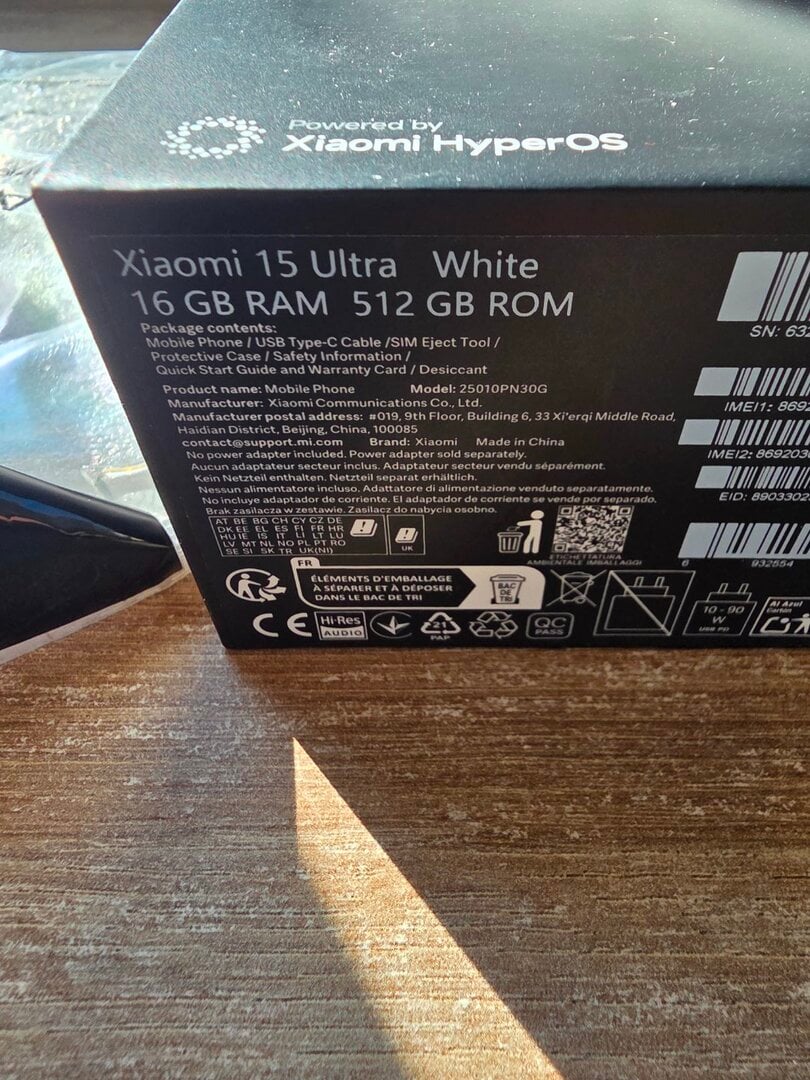 Powered by
Xiaomi HyperOS
Xiaomi 15 Ultra White
16 GB RAM 512 GB ROM
Package contents:
Mobile Phone / USB Type-C Cable /SIM Eject Tool /
Protective Case / Safety Information /
Quick Start Guide and Warranty Card / Desiccant
Product name: Mobile Phone Model: 25010PN30G
Manufacturer: Xiaomi Communications Co., Ltd.
Manufacturer postal address: #019, 9th Floor, Building 6, 33 Xi'erqi Middle Road,
Haidian District, Beijing, China, 100085
contact@support.mi.com Brand: Xiaomi Made in China
No power adapter included. Power adapter sold separately.
Aucun adaptateur secteur inclus. Adaptateur secteur vendu séparément.
Kein Netzteil enthalten. Netzteil separat erhältlich.
Nessun alimentatore incluso. Adattatore di alimentazione venduto separatamente.
No incluye adaptador de corriente. El adaptador de corriente se vende por separado.
Brak zasilacza w zestawie. Zasilacz do nabycia osobno.
AT BE BG CH CY CZ DE
DK EE EL ES FI FR HR
HU IE IS IT LI LT LU
LV MT NL NO PL PT RO
SE SI SK TR UK(NI)
UK
ETICHETTATURA
AMBIENTALE IMBALLAGGI
FR
ÉLÉMENTS D'EMBALLAGE
À SÉPARER ET À DÉPOSER
DANS LE BAC DE TRI
BAC
DE
TRI
CE
Hi-Res
AUDIO
21
PAP
QC
PASS
10 - 90
W
USB PD
Al Azul
SN: 632
IMEI1: 8692
IMEI2: 8692030
EID: 8903302
6 932554